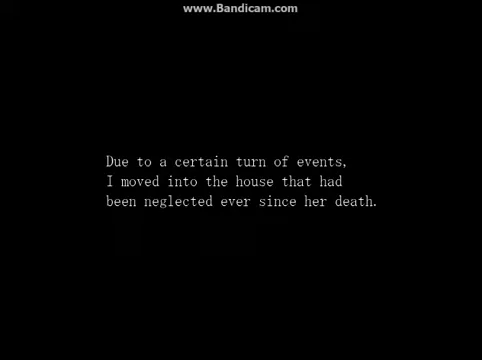 www.Bandicam.com
Due to a certain turn of events,
I moved into the house that had
been neglected ever since her death.